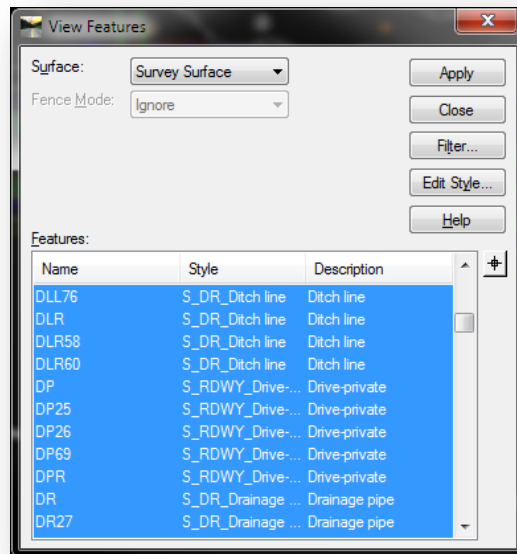 View Features
Surface: Survey Surface Apply
Fence Mode: Ignore Close
Filter...
Edit Style...
Help
Features:
Name Style Description
DLL76 S_DR_Ditch line Ditch line
DLR S_DR_Ditch line Ditch line
DLR58 S_DR_Ditch line Ditch line
DLR60 S_DR_Ditch line Ditch line
DP S_RDWY_Drive-... Drive-private
DP25 S_RDWY_Drive-... Drive-private
DP26 S_RDWY_Drive-... Drive-private
DP69 S_RDWY_Drive-... Drive-private
DPR S_RDWY_Drive-... Drive-private
DR S_DR_Drainage ... Drainage pipe
DR27 S_DR_Drainage ... Drainage pipe